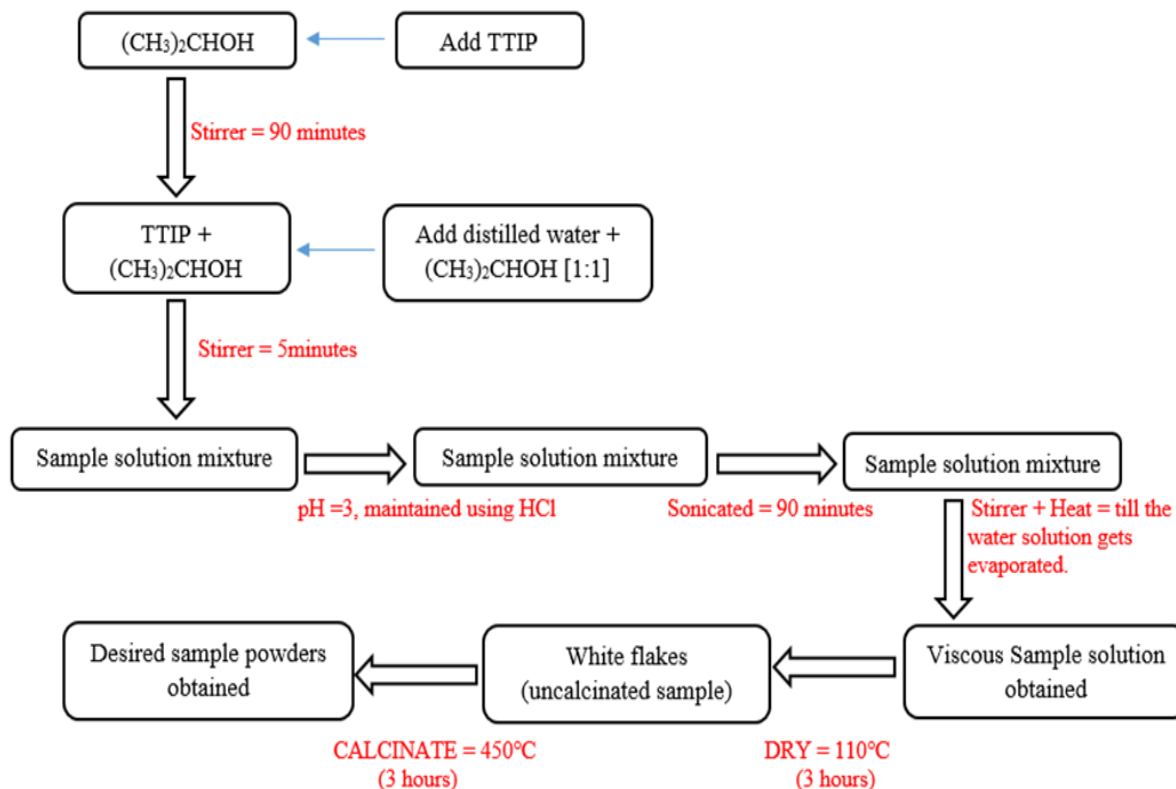 (CH₃)₂CHOH
Add TTIP
Stirrer = 90 minutes
TTIP +
(CH₃)₂CHOH
Add distilled water +
(CH₃)₂CHOH [1:1]
Stirrer = 5minutes
Sample solution mixture
Sample solution mixture
Sample solution mixture
pH =3, maintained using HCl
Sonicated = 90 minutes
Stirrer + Heat = till the
water solution gets
evaporated.
Desired sample powders
obtained
White flakes
(uncalcinated sample)
Viscous Sample solution
obtained
CALCINATE = 450℃
(3 hours)
DRY = 110℃
(3 hours)